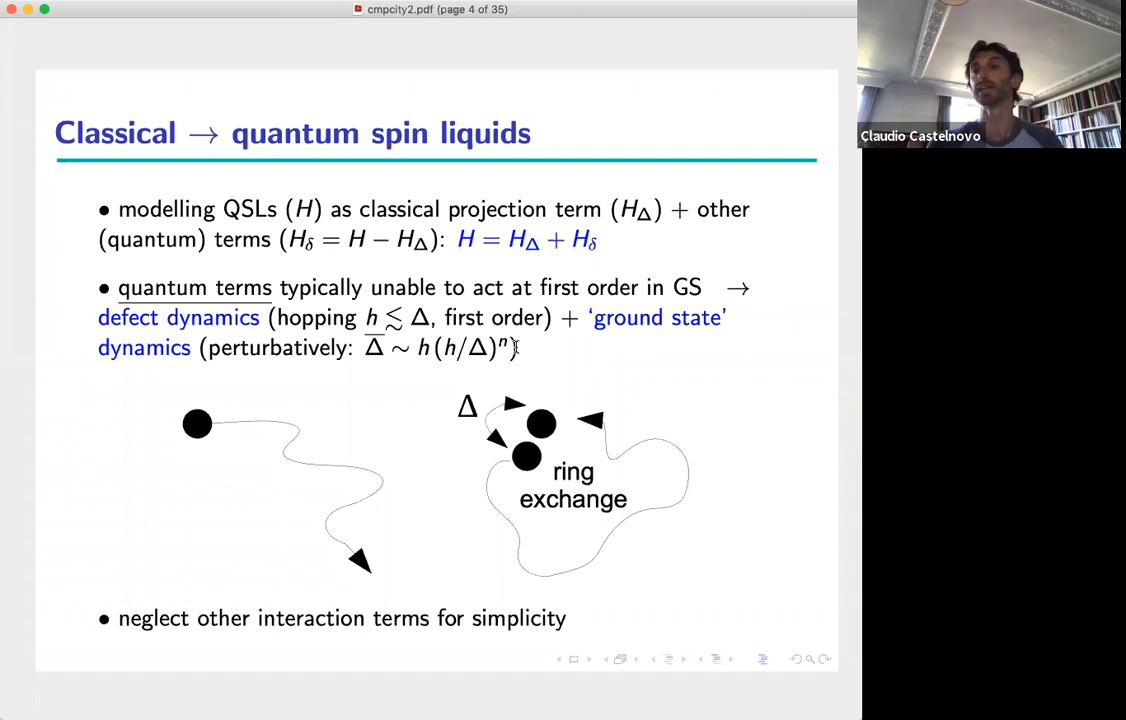 cmpcity2.pdf (page 4 of 35)
Claudio Castelnovo
Classical → quantum spin liquids
• modelling QSLs (H) as classical projection term (H_Δ) + other
(quantum) terms (H_δ = H − H_Δ): H = H_Δ + H_δ
• quantum terms typically unable to act at first order in GS →
defect dynamics (hopping h ≲ Δ, first order) + ‘ground state’
dynamics (perturbatively: Δ̅ ∼ h (h/Δ)ⁿ)
Δ
ring
exchange
• neglect other interaction terms for simplicity